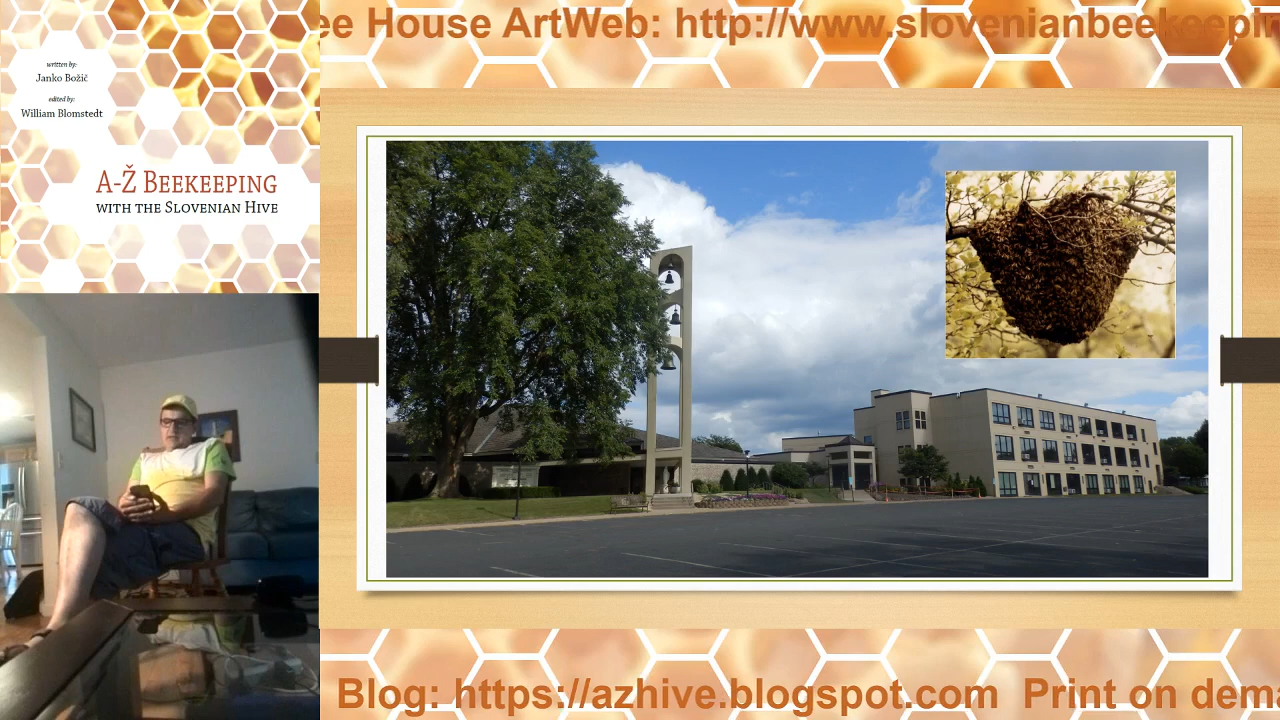 written by:
Janko Božič
edited by:
William Blomstedt
A-Ž Beekeeping
with the Slovenian Hive
ee House ArtWeb: http://www.slovenianbeekeepin
Blog: https://azhive.blogspot.com Print on dema